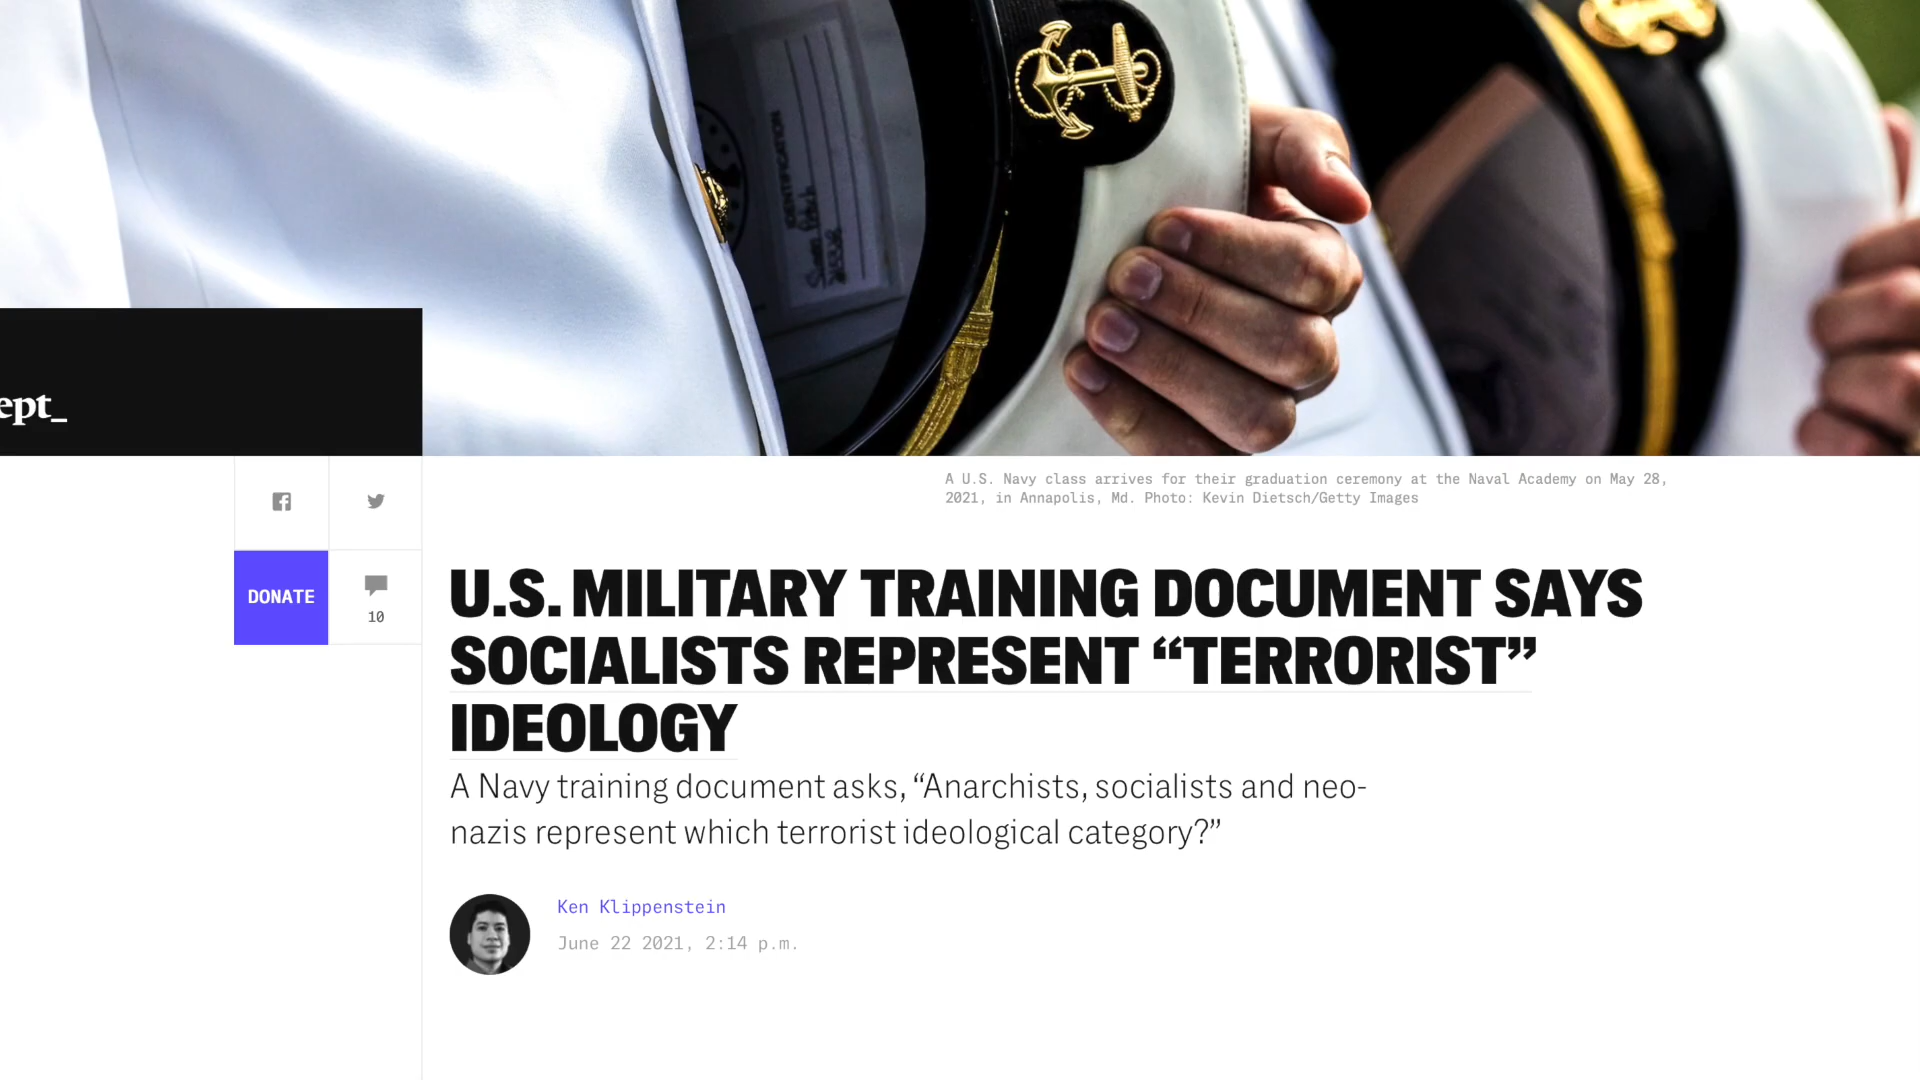 IDENTIFICATION
ept_
A U.S. Navy class arrives for their graduation ceremony at the Naval Academy on May 28,
2021, in Annapolis, Md. Photo: Kevin Dietsch/Getty Images
DONATE
10
U.S. MILITARY TRAINING DOCUMENT SAYS
SOCIALISTS REPRESENT “TERRORIST”
IDEOLOGY
A Navy training document asks, “Anarchists, socialists and neo-
nazis represent which terrorist ideological category?”
Ken Klippenstein
June 22 2021, 2:14 p.m.